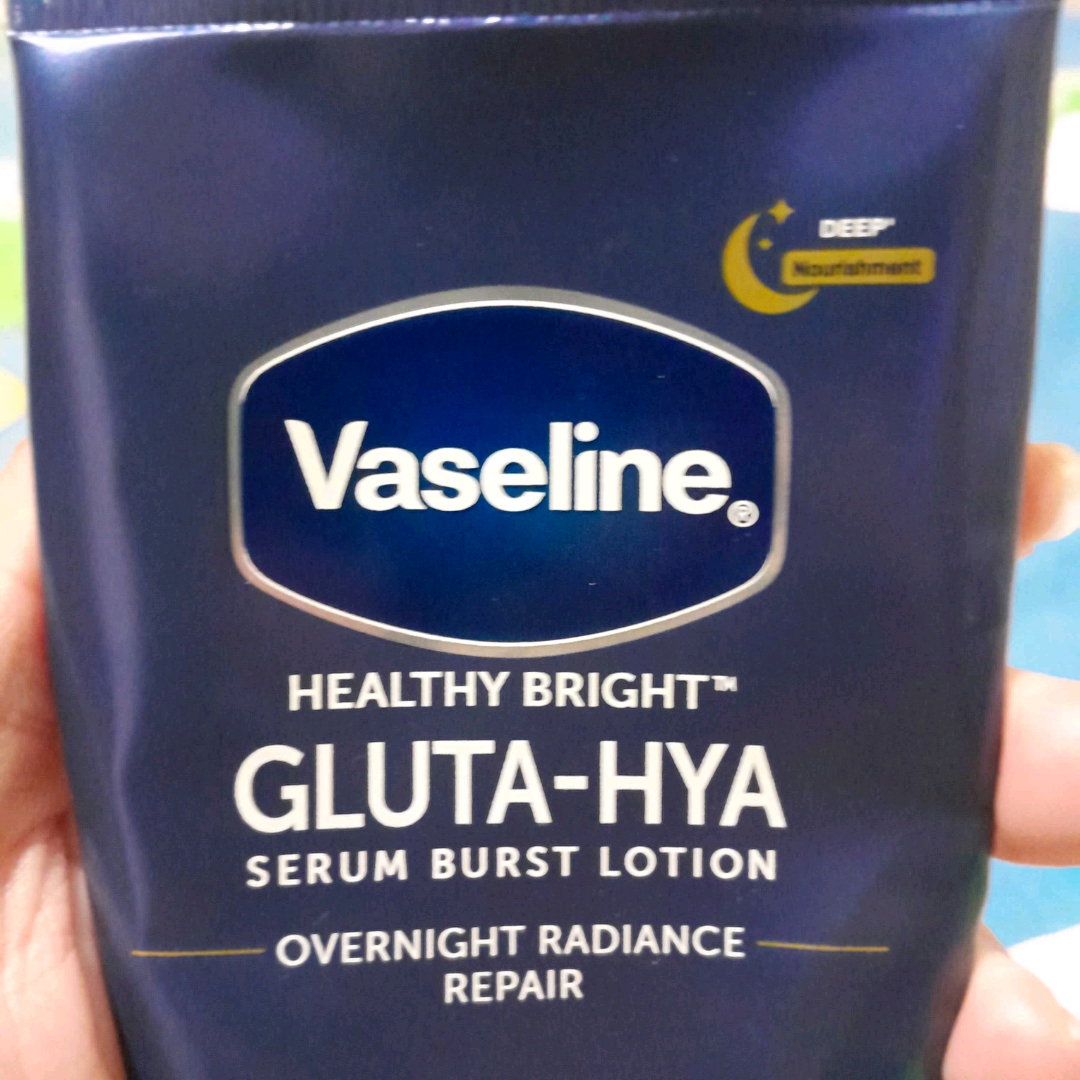 DEEP*
Nourishment
Vaseline®
HEALTHY BRIGHT™
GLUTA-HYA
SERUM BURST LOTION
OVERNIGHT RADIANCE
REPAIR